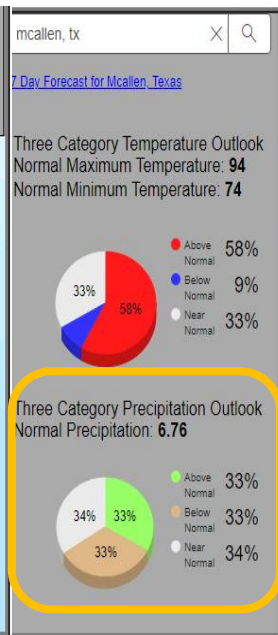 mcallen, tx
7 Day Forecast for Mcallen, Texas
Three Category Temperature Outlook
Normal Maximum Temperature: 94
Normal Minimum Temperature: 74
33%
58%
Above Normal 58%
Below Normal 9%
Near Normal 33%
Three Category Precipitation Outlook
Normal Precipitation: 6.76
34%
33%
33%
Above Normal 33%
Below Normal 33%
Near Normal 34%